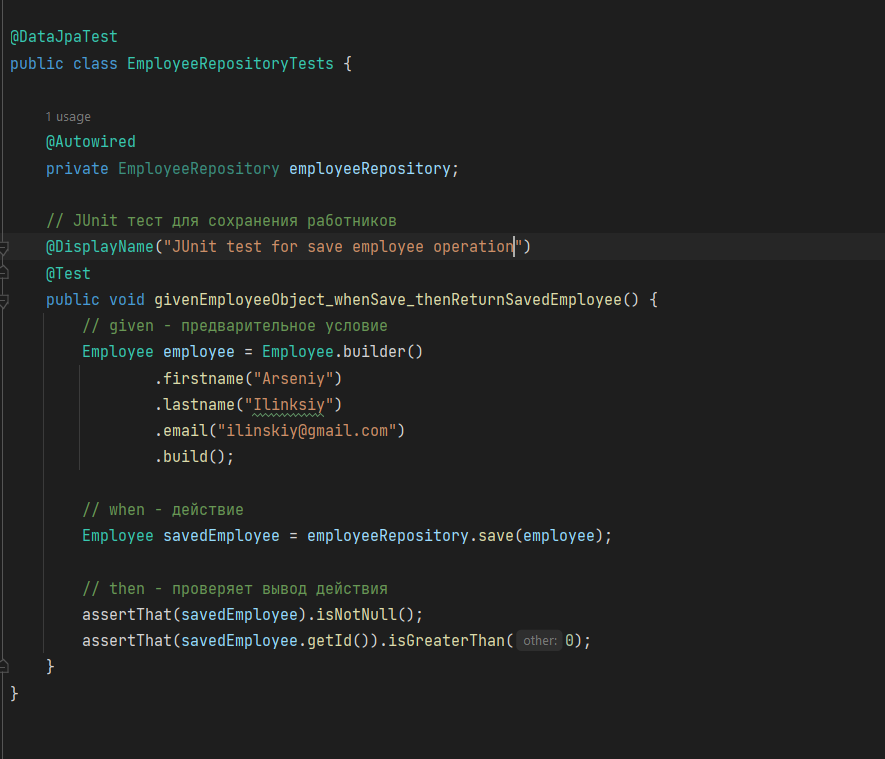 @DataJpaTest
public class EmployeeRepositoryTests {
1 usage
@Autowired
private EmployeeRepository employeeRepository;
// JUnit тест для сохранения работников
@DisplayName("JUnit test for save employee operation")
@Test
public void givenEmployeeObject_whenSave_thenReturnSavedEmployee() {
// given - предварительное условие
Employee employee = Employee.builder()
.firstname("Arseniy")
.lastname("Ilinksiy")
.email("ilinskiy@gmail.com")
.build();
// when - действие
Employee savedEmployee = employeeRepository.save(employee);
// then - проверяет вывод действия
assertThat(savedEmployee).isNotNull();
assertThat(savedEmployee.getId()).isGreaterThan( other: 0);
}
}